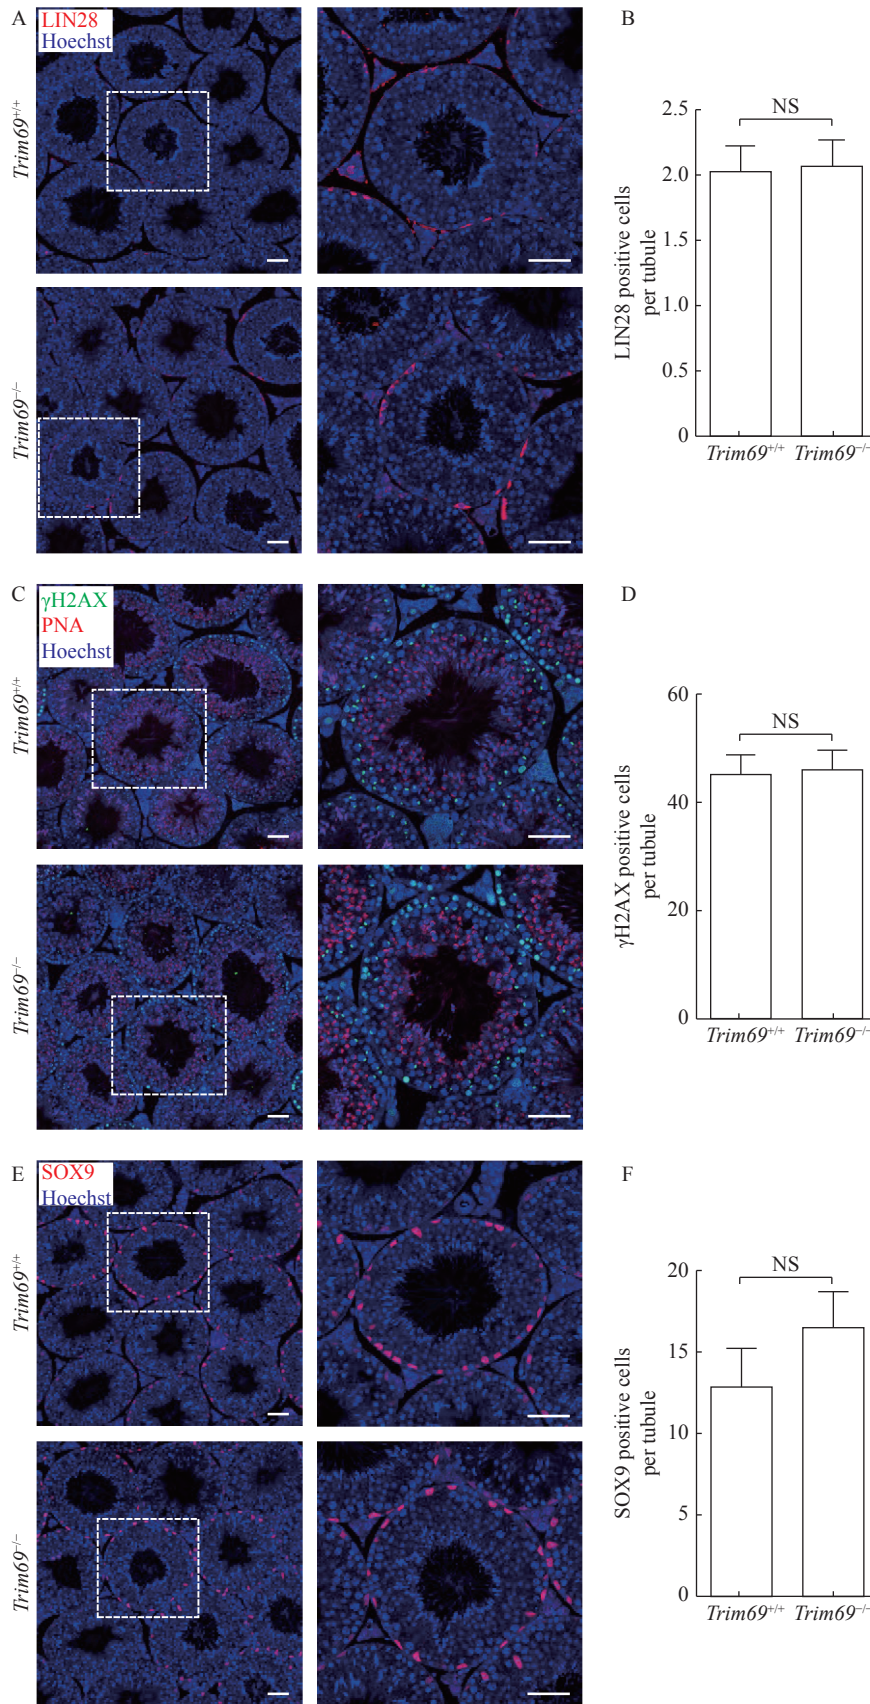 A
LIN28
Hoechst
Trim69+/+
Trim69−/−
B
LIN28 positive cells
per tubule
2.5
2.0
1.5
1.0
0.5
0
NS
Trim69+/+ Trim69−/−
C
γH2AX
PNA
Hoechst
Trim69+/+
Trim69−/−
D
γH2AX positive cells
per tubule
60
40
20
0
NS
Trim69+/+ Trim69−/−
E
SOX9
Hoechst
Trim69+/+
Trim69−/−
F
SOX9 positive cells
per tubule
20
15
10
5
0
NS
Trim69+/+ Trim69−/−